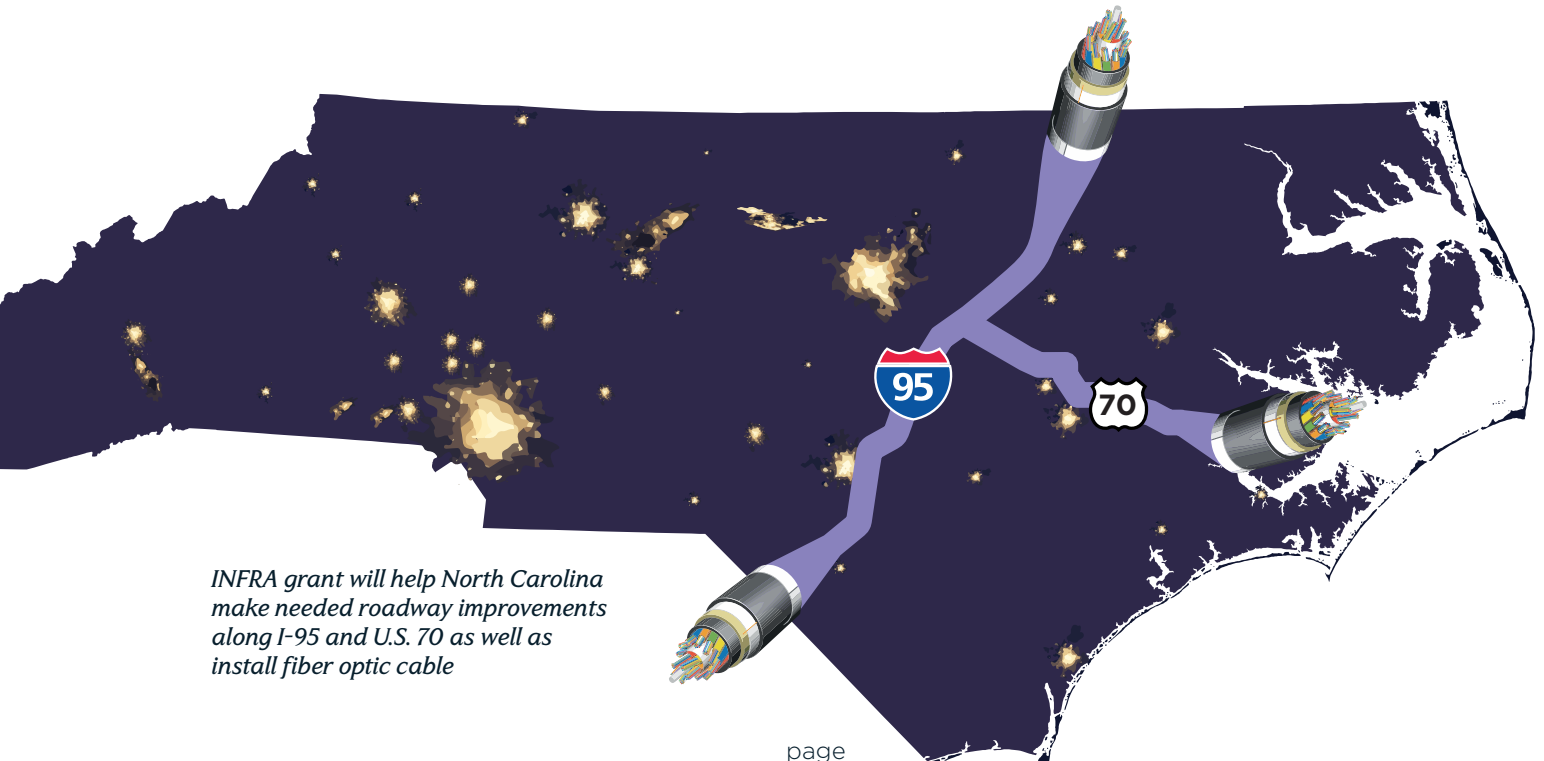 95
70
INFRA grant will help North Carolina
make needed roadway improvements
along I-95 and U.S. 70 as well as
install fiber optic cable
page